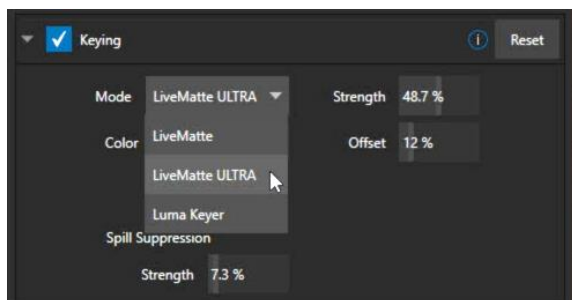 Keying Reset
Mode LiveMatte ULTRA Strength 48.7 %
Color LiveMatte Offset 12 %
LiveMatte ULTRA
Luma Keyer
Spill Suppression
Strength 7.3 %